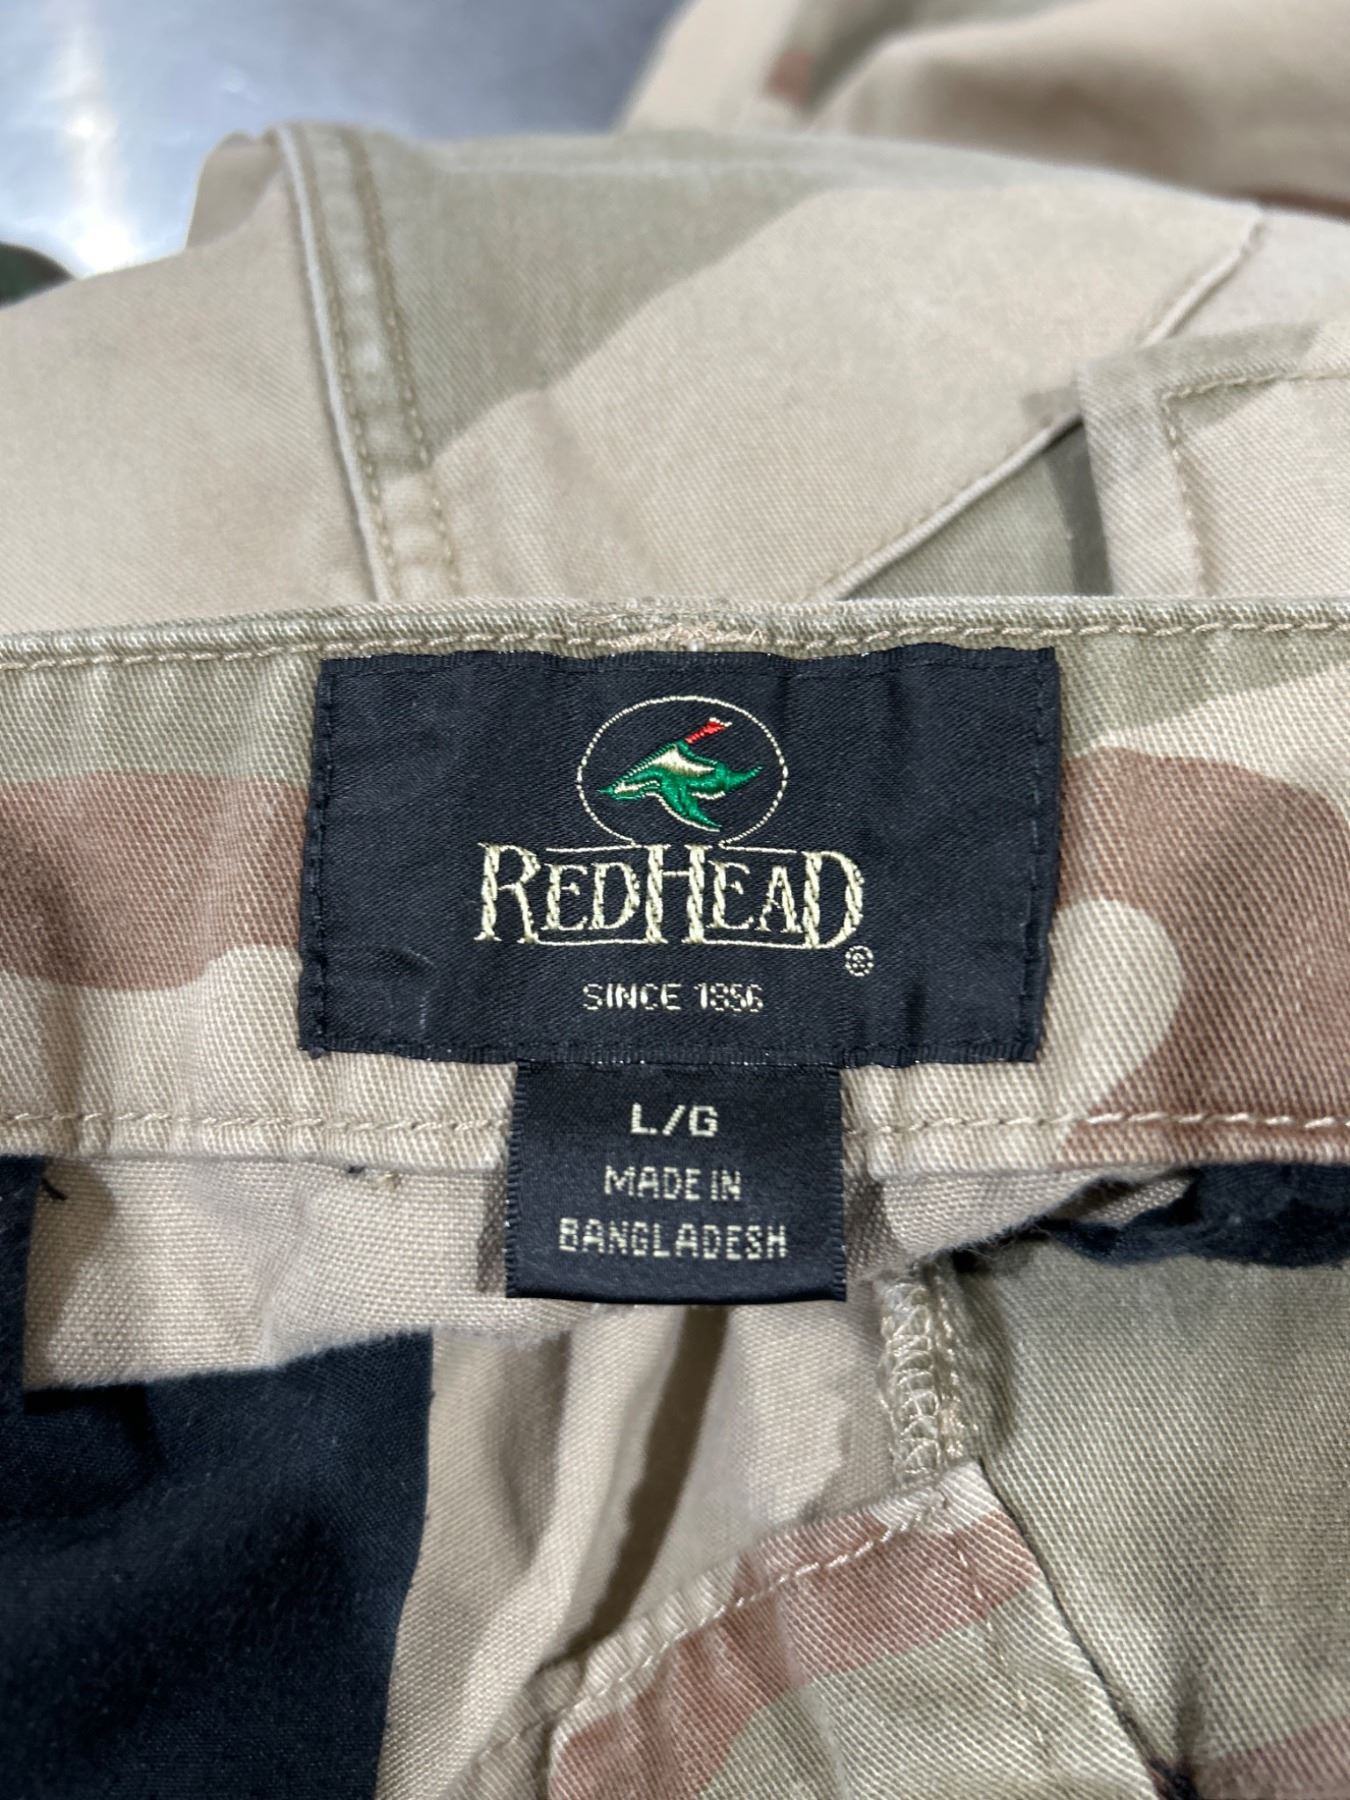 REDHEAD
®
SINCE 1856
L/G
MADE IN
BANGLADESH